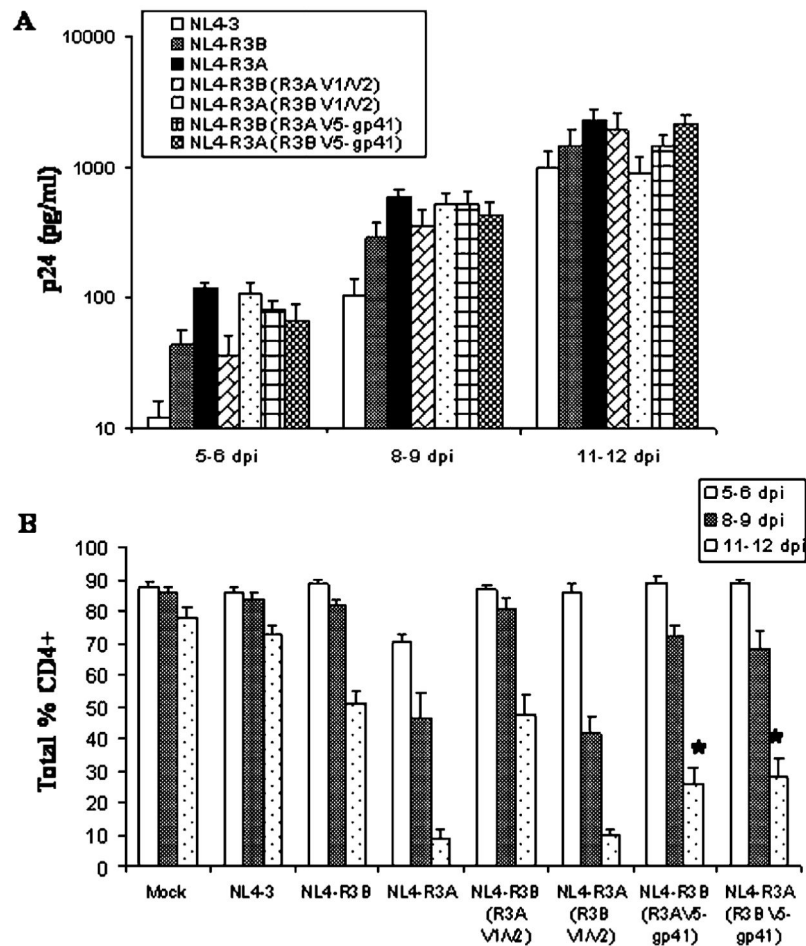 A
10000
1000
100
10
p24 (pg/ml)
NL4-3
NL4-R3B
NL4-R3A
NL4-R3B (R3A V1/V2)
NL4-R3A (R3B V1/V2)
NL4-R3B (R3A V5-gp41)
NL4-R3A (R3B V5-gp41)
5-6 dpi
8-9 dpi
11-12 dpi
B
5-6 dpi
8-9 dpi
11-12 dpi
100
90
80
70
60
50
40
30
20
10
0
Total % CD4+
Mock
NL4-3
NL4-R3B
NL4-R3A
NL4-R3B
(R3A
V1/V2)
NL4-R3A
(R3B
V1/V2)
NL4-R3B
(R3AV5-
gp41)
NL4-R3A
(R3B V5-
gp41)